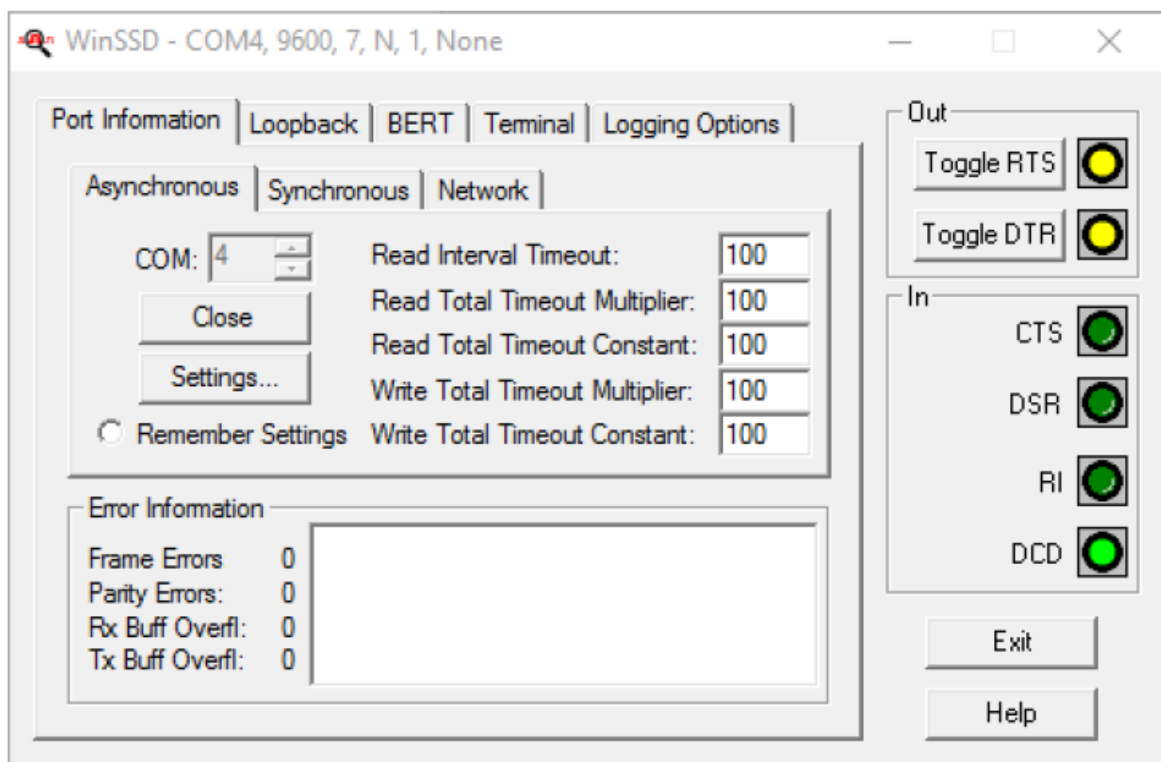 WinSSD - COM4, 9600, 7, N, 1, None
Port Information Loopback BERT Terminal Logging Options
Asynchronous Synchronous Network
COM: 4
Close
Settings...
Remember Settings
Read Interval Timeout: 100
Read Total Timeout Multiplier: 100
Read Total Timeout Constant: 100
Write Total Timeout Multiplier: 100
Write Total Timeout Constant: 100
Error Information
Frame Errors 0
Parity Errors: 0
Rx Buff Overfl: 0
Tx Buff Overfl: 0
Out
Toggle RTS
Toggle DTR
In
CTS
DSR
RI
DCD
Exit
Help